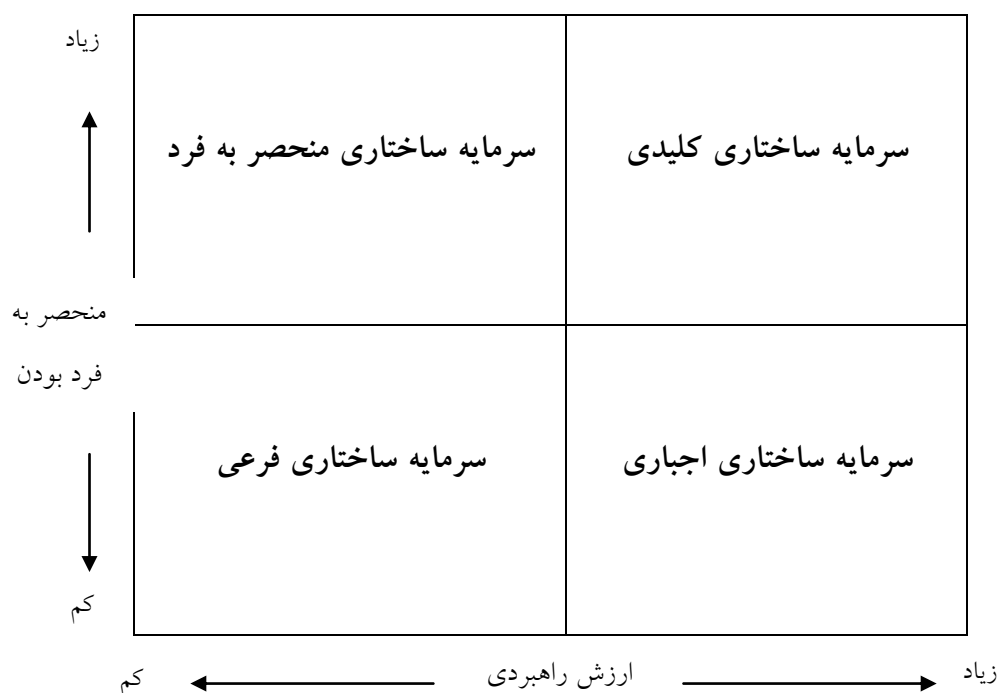 زیاد
سرمایه ساختاری کلیدی
سرمایه ساختاری منحصر به فرد
منحصر به
فرد بودن
سرمایه ساختاری اجباری
سرمایه ساختاری فرعی
کم
زیاد
ارزش راهبردی
کم